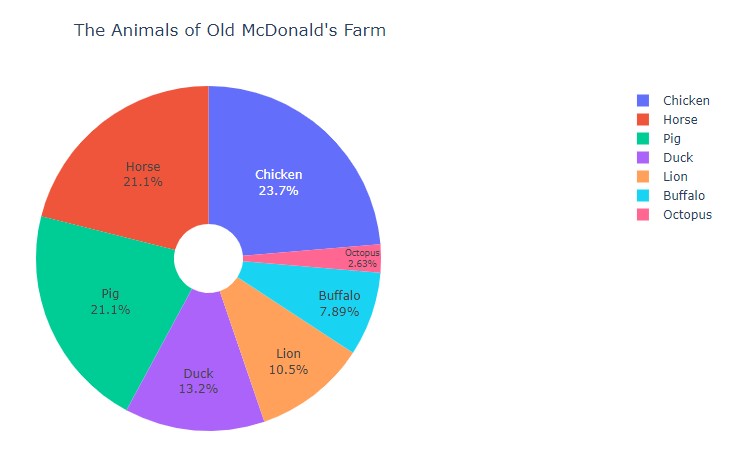 The Animals of Old McDonald's Farm
Chicken
23.7%
Horse
21.1%
Pig
21.1%
Duck
13.2%
Lion
10.5%
Buffalo
7.89%
Octopus
2.63%
Chicken
Horse
Pig
Duck
Lion
Buffalo
Octopus